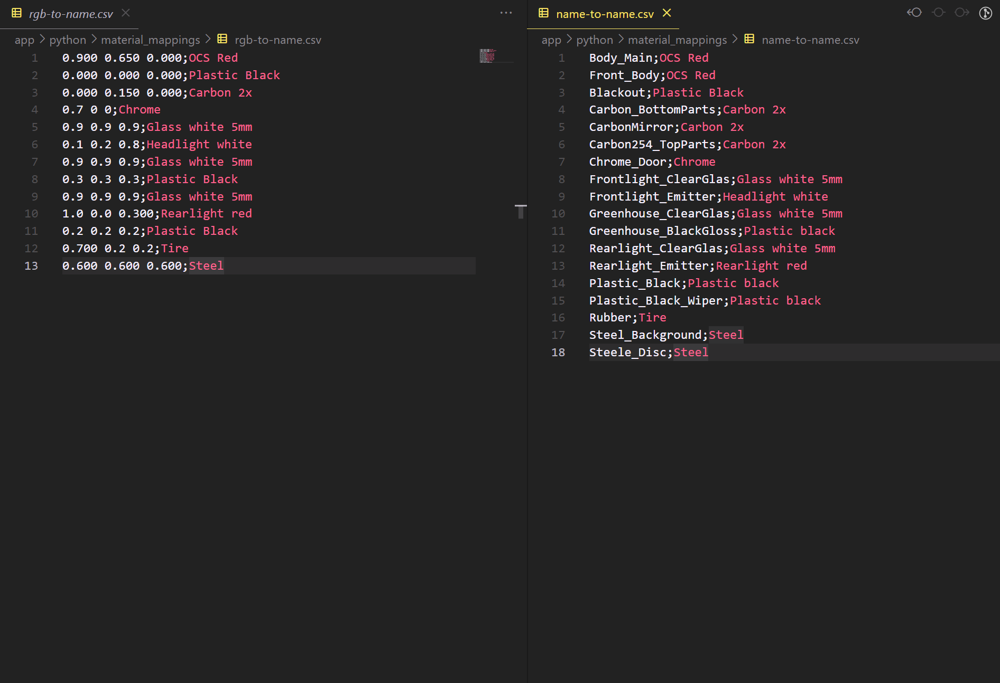 rgb-to-name.csv
app > python > material_mappings > rgb-to-name.csv
1 0.900 0.650 0.000;OCS Red
2 0.000 0.000 0.000;Plastic Black
3 0.000 0.150 0.000;Carbon 2x
4 0.7 0 0;Chrome
5 0.9 0.9 0.9;Glass white 5mm
6 0.1 0.2 0.8;Headlight white
7 0.9 0.9 0.9;Glass white 5mm
8 0.3 0.3 0.3;Plastic Black
9 0.9 0.9 0.9;Glass white 5mm
10 1.0 0.0 0.300;Rearlight red
11 0.2 0.2 0.2;Plastic Black
12 0.700 0.2 0.2;Tire
13 0.600 0.600 0.600;Steel
name-to-name.csv
app > python > material_mappings > name-to-name.csv
1 Body_Main;OCS Red
2 Front_Body;OCS Red
3 Blackout;Plastic Black
4 Carbon_BottomParts;Carbon 2x
5 CarbonMirror;Carbon 2x
6 Carbon254_TopParts;Carbon 2x
7 Chrome_Door;Chrome
8 Frontlight_ClearGlas;Glass white 5mm
9 Frontlight_Emitter;Headlight white
10 Greenhouse_ClearGlas;Glass white 5mm
11 Greenhouse_BlackGloss;Plastic black
12 Rearlight_ClearGlas;Glass white 5mm
13 Rearlight_Emitter;Rearlight red
14 Plastic_Black;Plastic black
15 Plastic_Black_Wiper;Plastic black
16 Rubber;Tire
17 Steel_Background;Steel
18 Steele_Disc;Steel